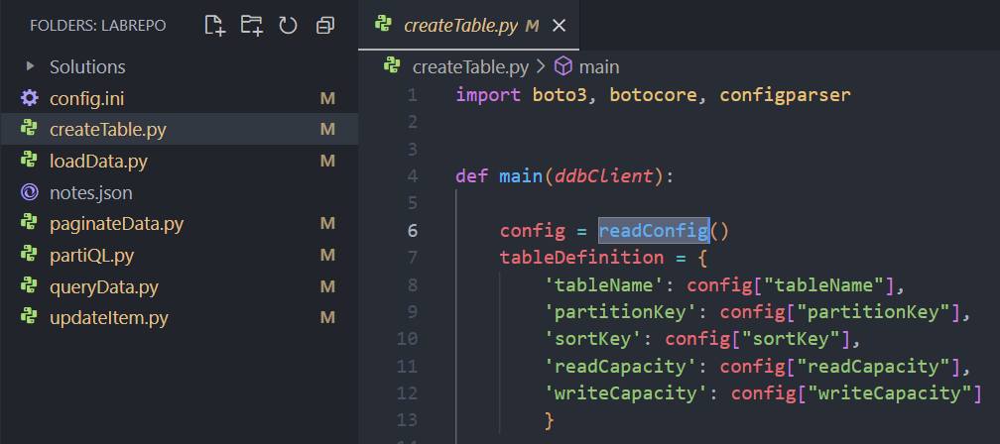 FOLDERS: LABREPO
Solutions
config.ini M
createTable.py M
loadData.py M
notes.json
paginateData.py M
partiQL.py M
queryData.py M
updateItem.py M
createTable.py M
createTable.py > main
1 import boto3, botocore, configparser
2
3
4 def main(ddbClient):
5
6 config = readConfig()
7 tableDefinition = {
8 'tableName': config["tableName"],
9 'partitionKey': config["partitionKey"],
10 'sortKey': config["sortKey"],
11 'readCapacity': config["readCapacity"],
12 'writeCapacity': config["writeCapacity"]
13 }